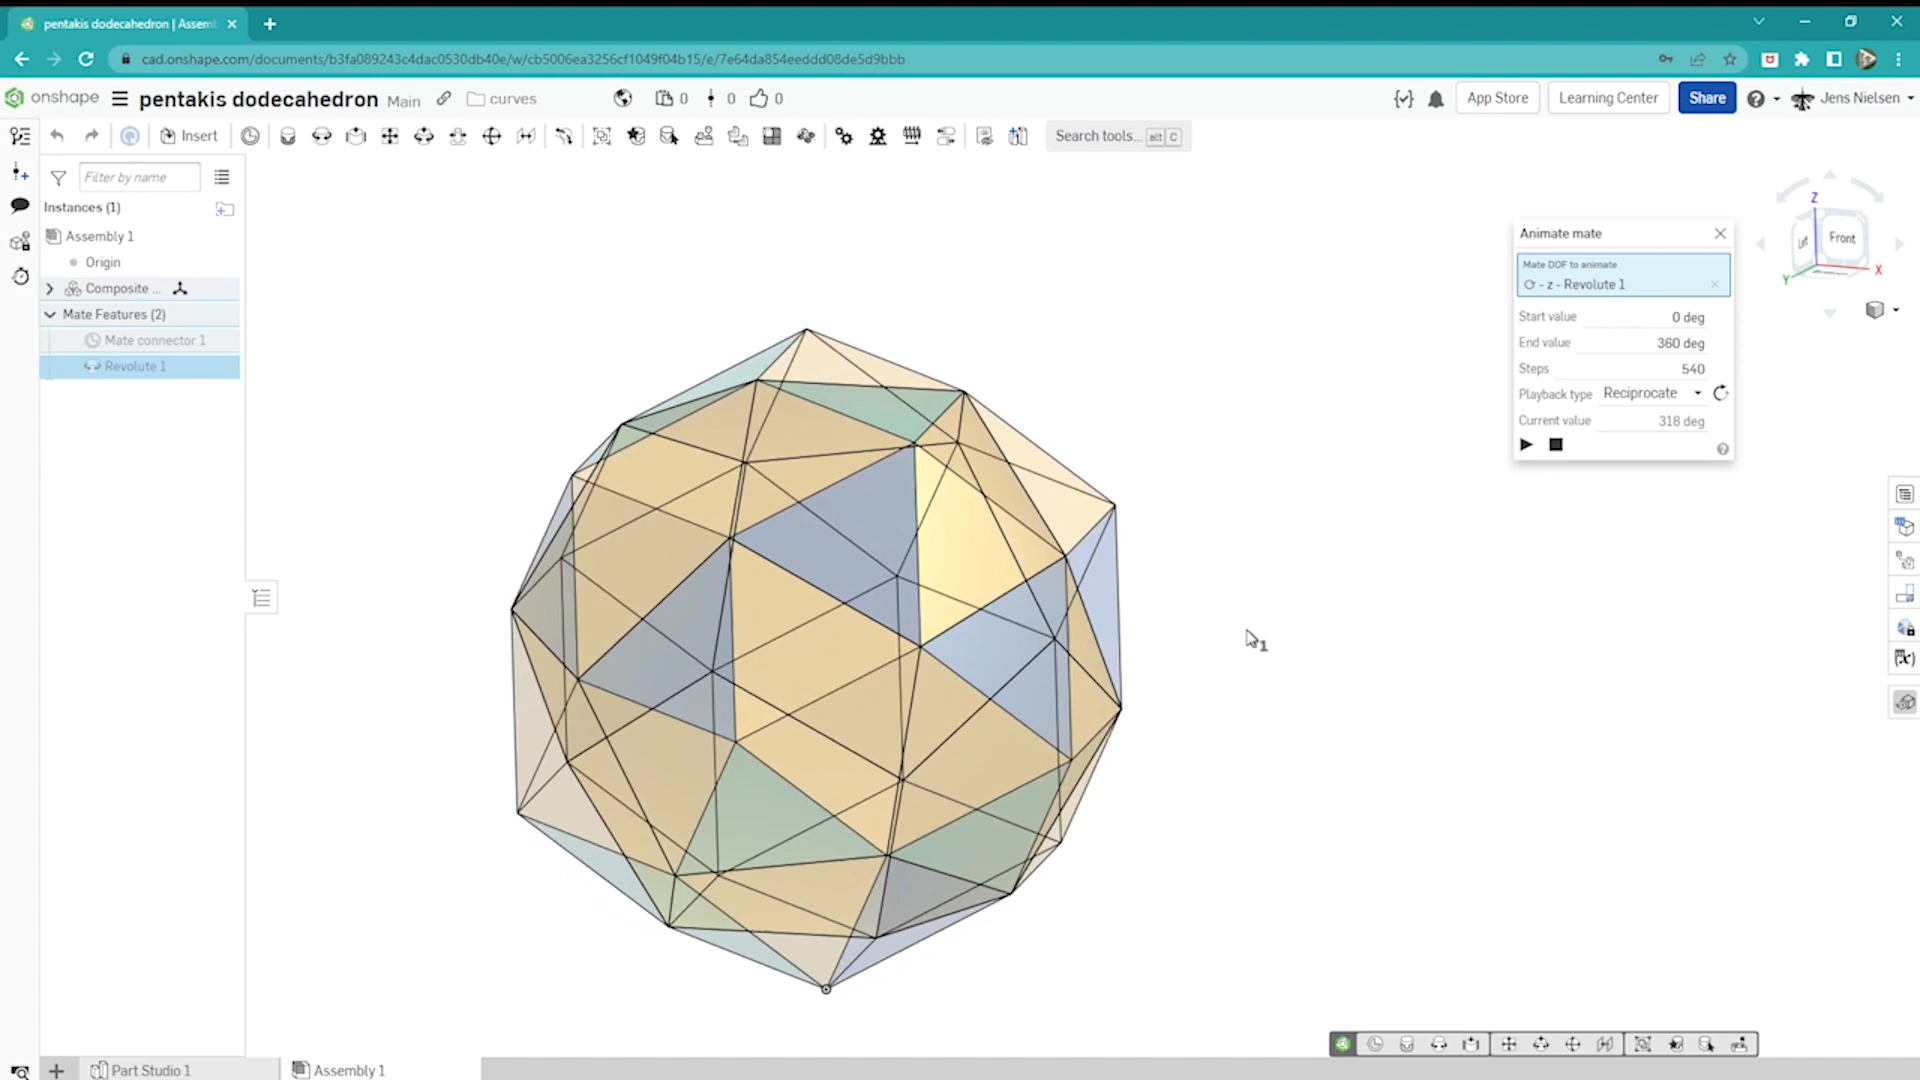 pentakis dodecahedron | Assem
cad.onshape.com/documents/b3fa089243c4dac0530db40e/w/cb5006ea3256cf1049f04b15/e/7e64da854eeddd08de5d9bbb
onshape pentakis dodecahedron Main curves 0 0 0 App Store Learning Center Share Jens Nielsen
Insert Search tools... alt C
Filter by name
Instances (1)
Assembly 1
Origin
Composite ...
Mate Features (2)
Mate connector 1
Revolute 1
Animate mate
Mate DOF to animate
- z - Revolute 1
Start value 0 deg
End value 360 deg
Steps 540
Playback type Reciprocate
Current value 318 deg
Z
Left Front
X
Y
1
Part Studio 1 Assembly 1